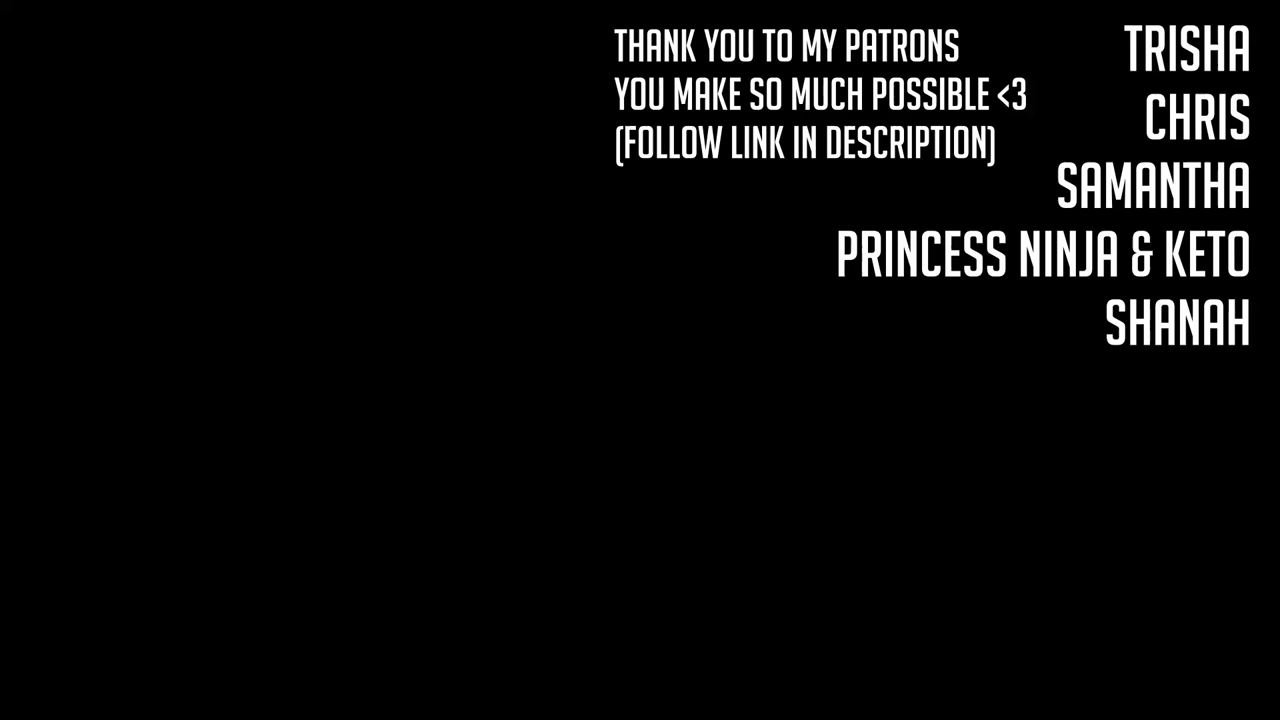 THANK YOU TO MY PATRONS
YOU MAKE SO MUCH POSSIBLE <3
(FOLLOW LINK IN DESCRIPTION)
TRISHA
CHRIS
SAMANTHA
PRINCESS NINJA & KETO
SHANAH